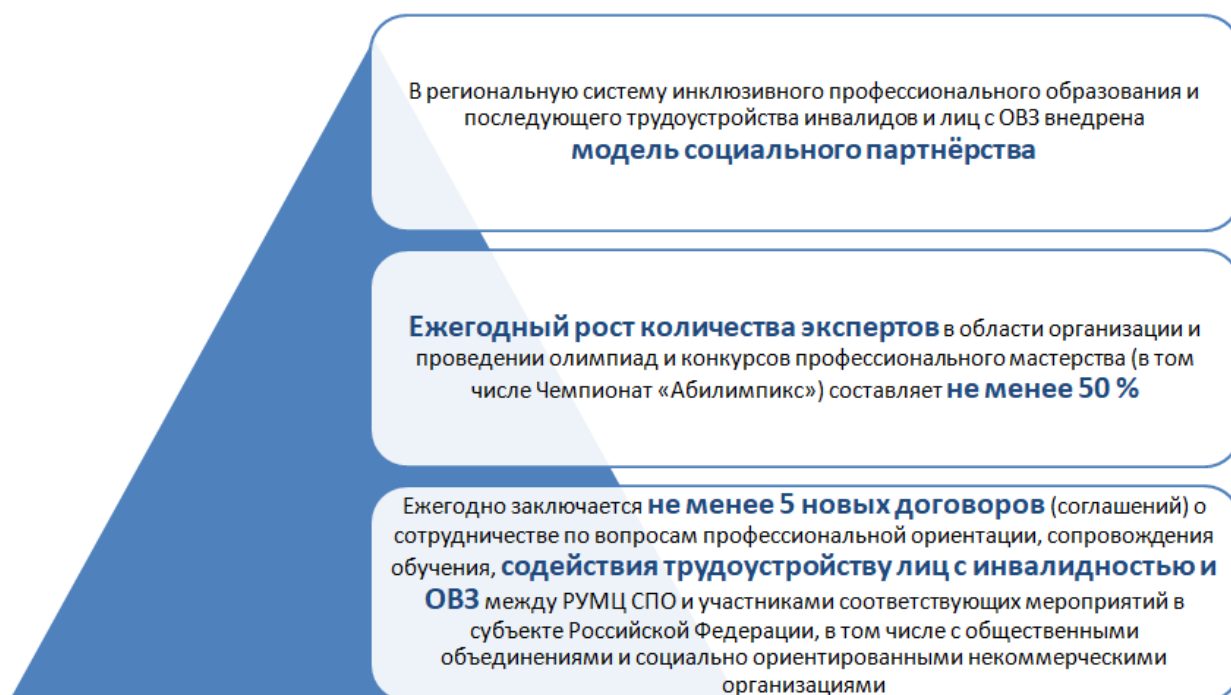 В региональную систему инклюзивного профессионального образования и
последующего трудоустройства инвалидов и лиц с ОВЗ внедрена
модель социального партнёрства
Ежегодный рост количества экспертов в области организации и
проведении олимпиад и конкурсов профессионального мастерства (в том
числе Чемпионат «Абилимпикс») составляет не менее 50 %
Ежегодно заключается не менее 5 новых договоров (соглашений) о
сотрудничестве по вопросам профессиональной ориентации, сопровождения
обучения, содействия трудоустройству лиц с инвалидностью и
ОВЗ между РУМЦ СПО и участниками соответствующих мероприятий в
субъекте Российской Федерации, в том числе с общественными
объединениями и социально ориентированными некоммерческими
организациями